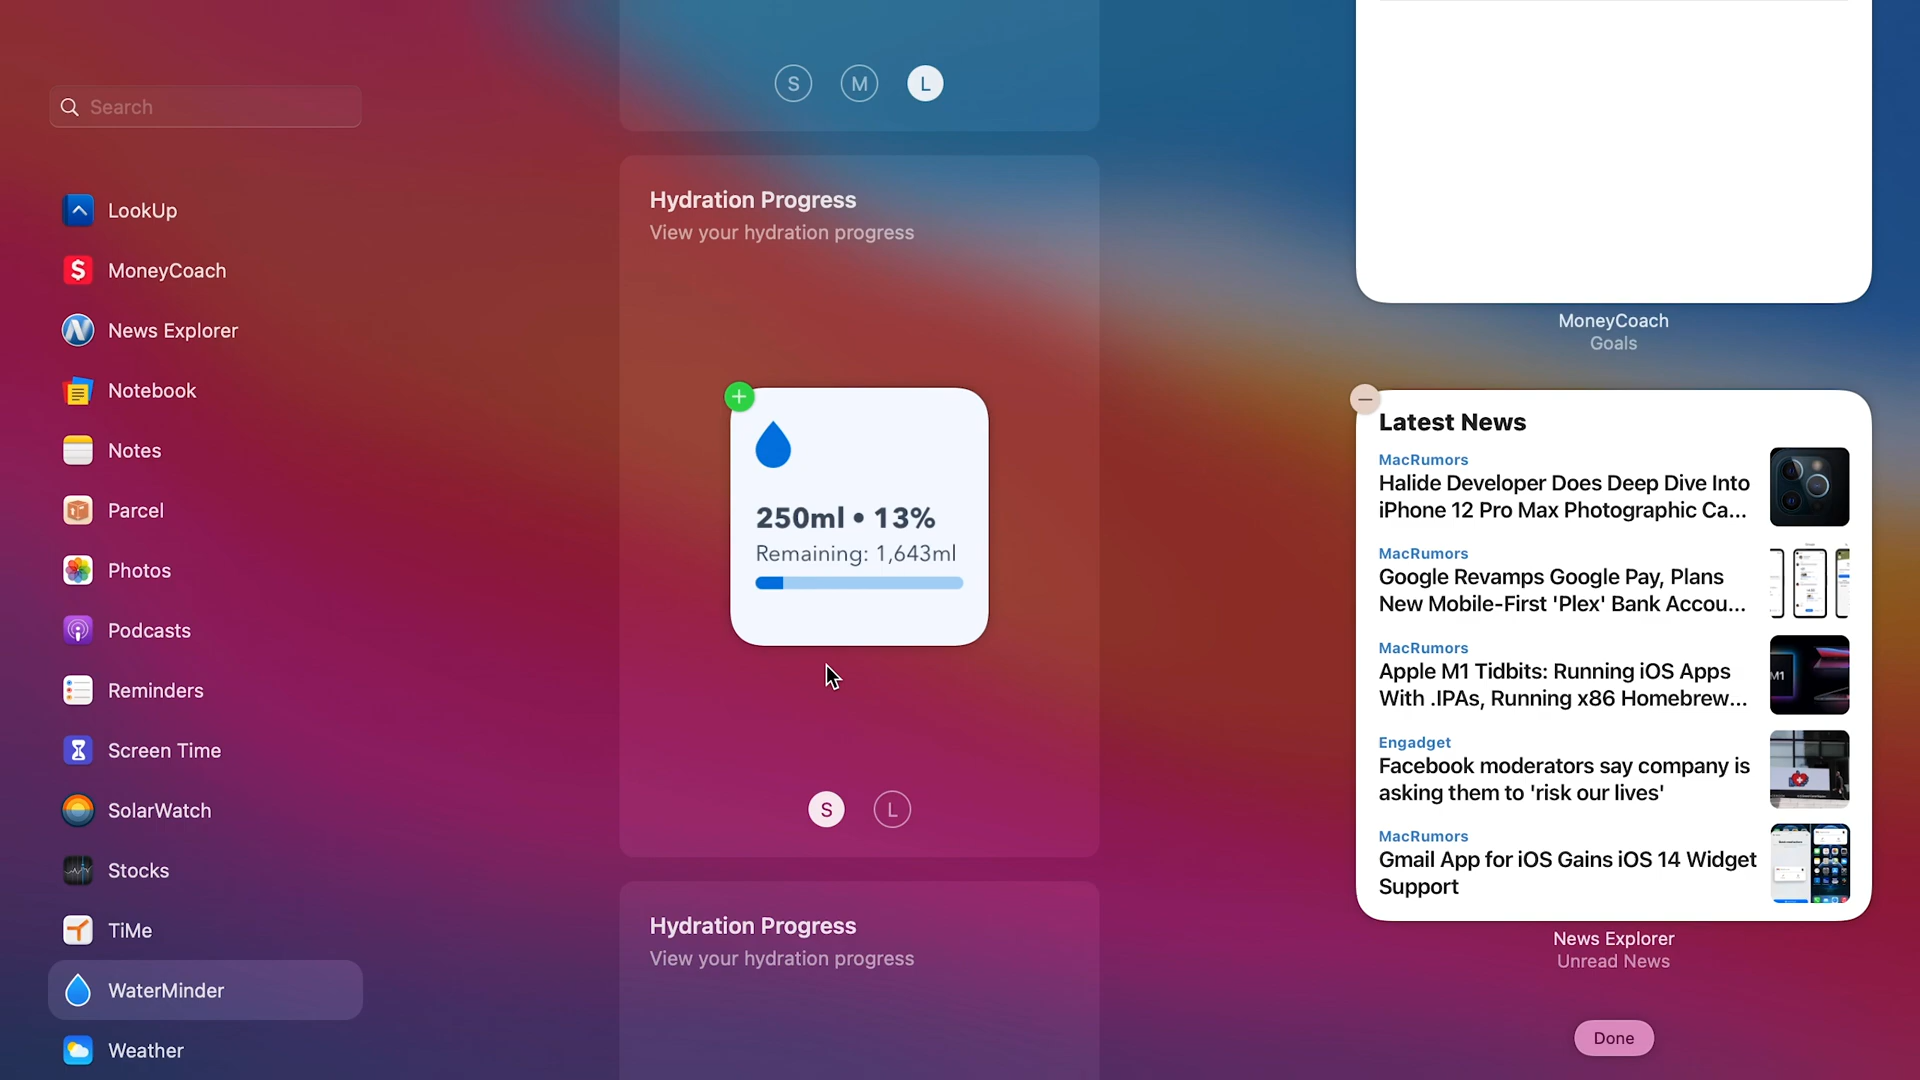 Search
LookUp
MoneyCoach
News Explorer
Notebook
Notes
Parcel
Photos
Podcasts
Reminders
Screen Time
SolarWatch
Stocks
TiMe
WaterMinder
Weather
S M L
Hydration Progress
View your hydration progress
250ml • 13%
Remaining: 1,643ml
S L
Hydration Progress
View your hydration progress
MoneyCoach
Goals
Latest News
MacRumors
Halide Developer Does Deep Dive Into
iPhone 12 Pro Max Photographic Ca...
MacRumors
Google Revamps Google Pay, Plans
New Mobile-First 'Plex' Bank Accou...
MacRumors
Apple M1 Tidbits: Running iOS Apps
With .IPAs, Running x86 Homebrew...
M1
Engadget
Facebook moderators say company is
asking them to 'risk our lives'
MacRumors
Gmail App for iOS Gains iOS 14 Widget
Support
News Explorer
Unread News
Done